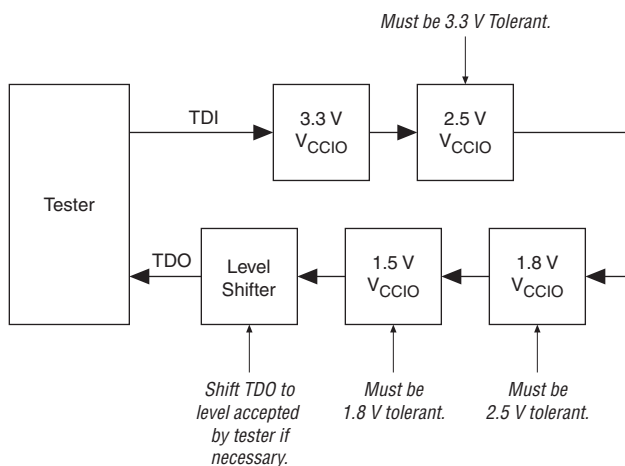 Must be 3.3 V Tolerant.
TDI
3.3 V
VCCIO
2.5 V
VCCIO
Tester
TDO
Level
Shifter
1.5 V
VCCIO
1.8 V
VCCIO
Shift TDO to
level accepted
by tester if
necessary.
Must be
1.8 V tolerant.
Must be
2.5 V tolerant.